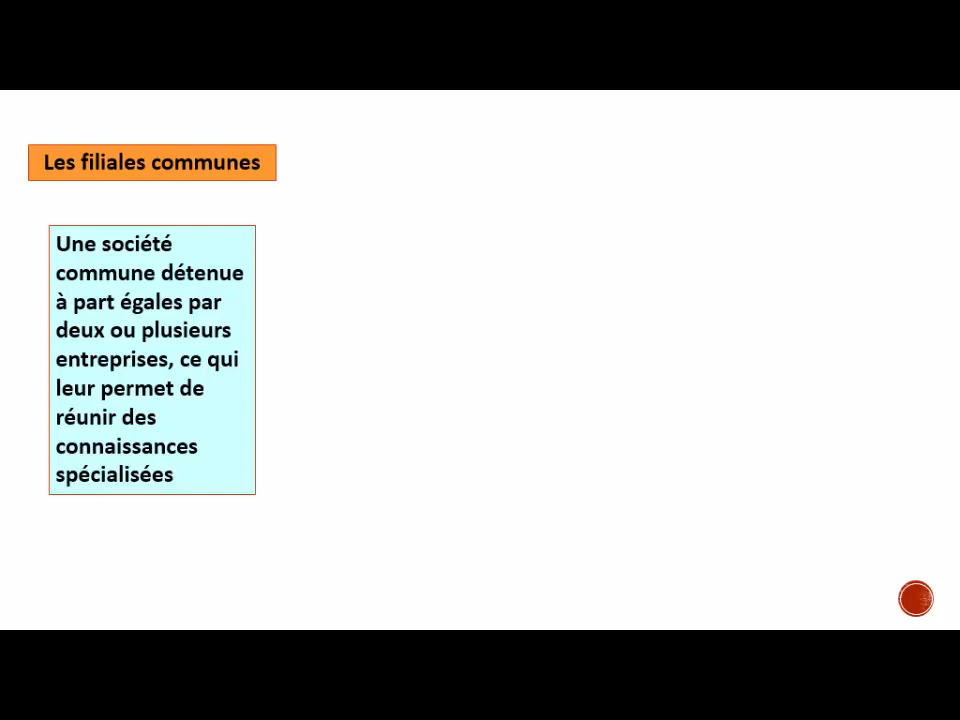 Les filiales communes
Une société
commune détenue
à part égales par
deux ou plusieurs
entreprises, ce qui
leur permet de
réunir des
connaissances
spécialisées